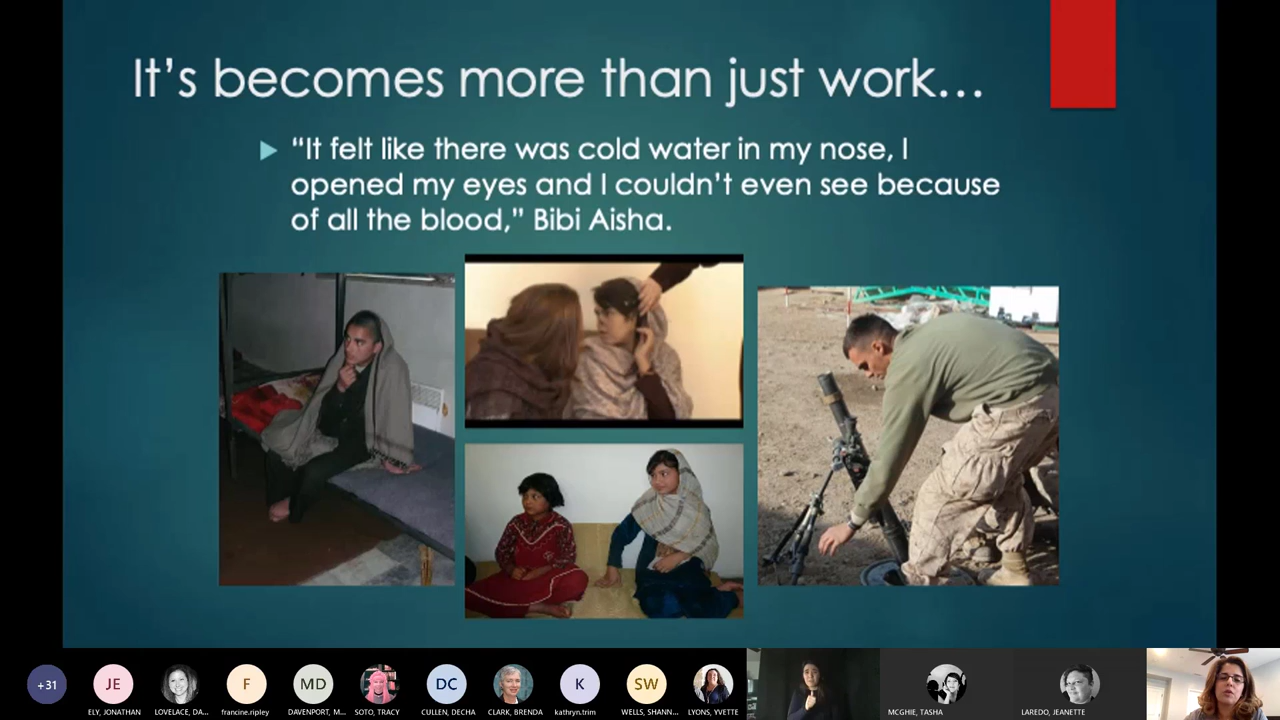 It's becomes more than just work...
“It felt like there was cold water in my nose, I
opened my eyes and I couldn't even see because
of all the blood,” Bibi Aisha.
+31
JE
F
MD
DC
K
SW
ELY, JONATHAN
LOVELACE, DA...
francine.ripley
DAVENPORT, M...
SOTO, TRACY
CULLEN, DECHA
CLARK, BRENDA
kathryn.trim
WELLS, SHANN...
LYONS, YVETTE
MCGHIE, TASHA
LAREDO, JEANETTE